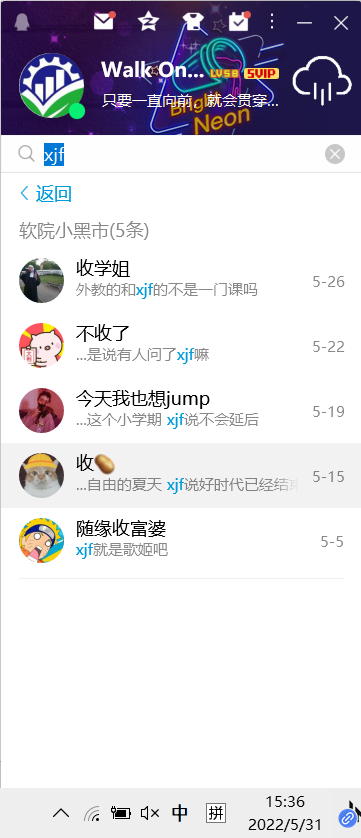 Walk On... LV58 SVIP
只要一直向前，就会贯穿...
Bright
Neon
xjf
返回
软院小黑市(5条)
收学姐
外教的和xjf的不是一门课吗
5-26
不收了
...是说有人问了xjf嘛
5-22
今天我也想jump
...这个小学期 xjf说不会延后
5-19
收🥔
...自由的夏天 xjf说好时代已经结束
5-15
随缘收富婆
xjf就是歌姬吧
5-5
中
拼
15:36
2022/5/31